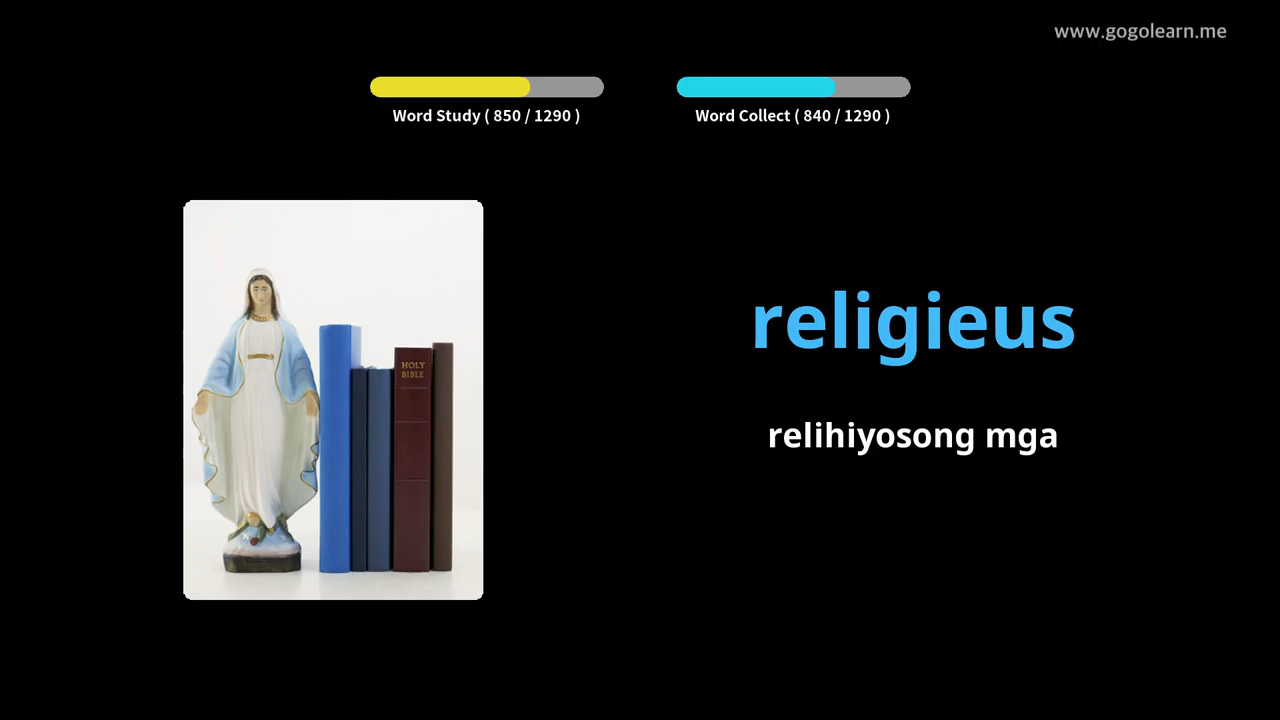 www.gogolearn.me
Word Study ( 850 / 1290 )
Word Collect ( 840 / 1290 )
HOLY
BIBLE
religieus
relihiyosong mga